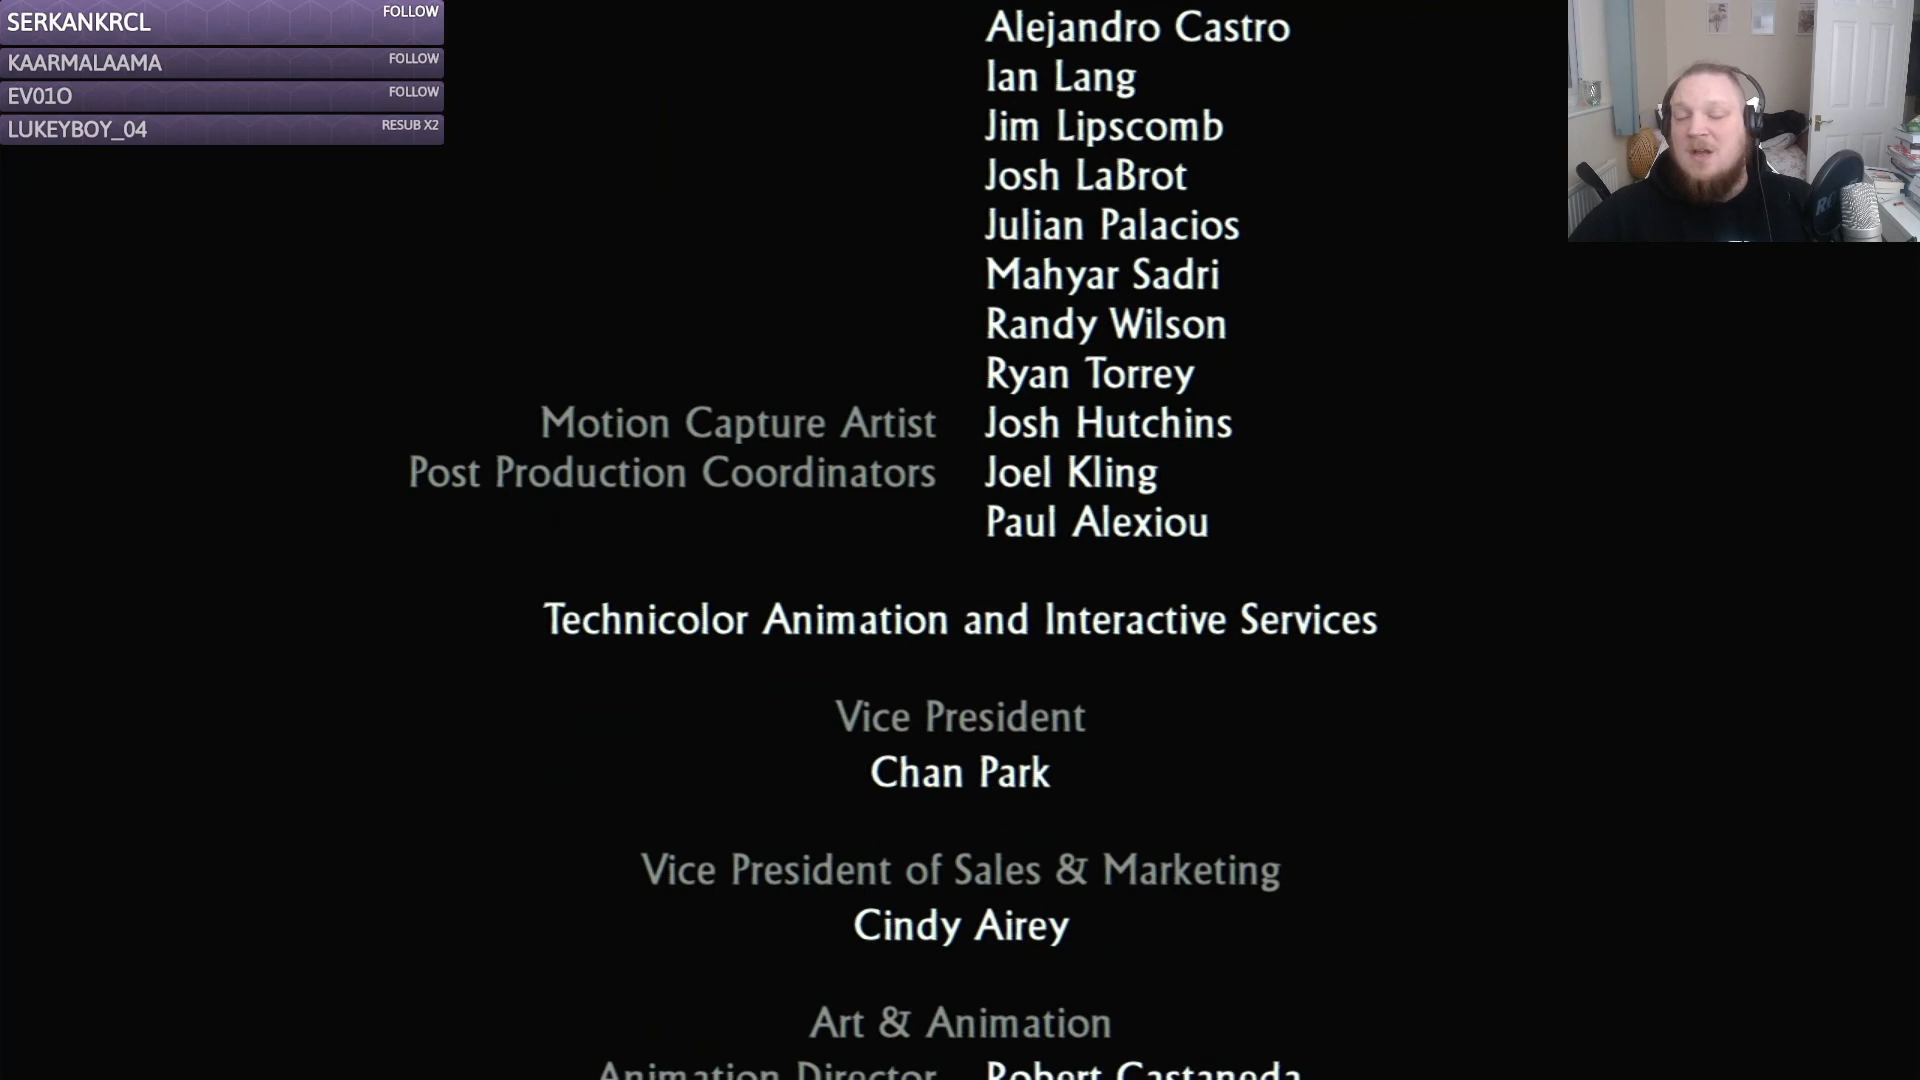 SERKANKRCL FOLLOW
KAARMALAAMA FOLLOW
EV01O FOLLOW
LUKEYBOY_04 RESUB X2
Alejandro Castro
Ian Lang
Jim Lipscomb
Josh LaBrot
Julian Palacios
Mahyar Sadri
Randy Wilson
Ryan Torrey
Motion Capture Artist Josh Hutchins
Post Production Coordinators Joel Kling
Paul Alexiou
Technicolor Animation and Interactive Services
Vice President
Chan Park
Vice President of Sales & Marketing
Cindy Airey
Art & Animation
Animation Director Robert Castaneda